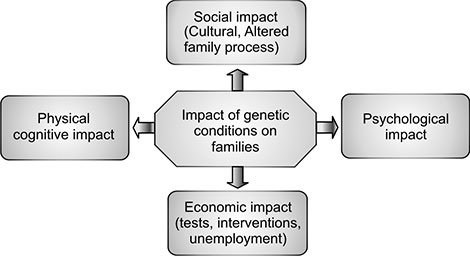 Social impact
(Cultural, Altered
family process)
Physical
cognitive impact
Impact of genetic
conditions on
families
Psychological
impact
Economic impact
(tests, interventions,
unemployment)